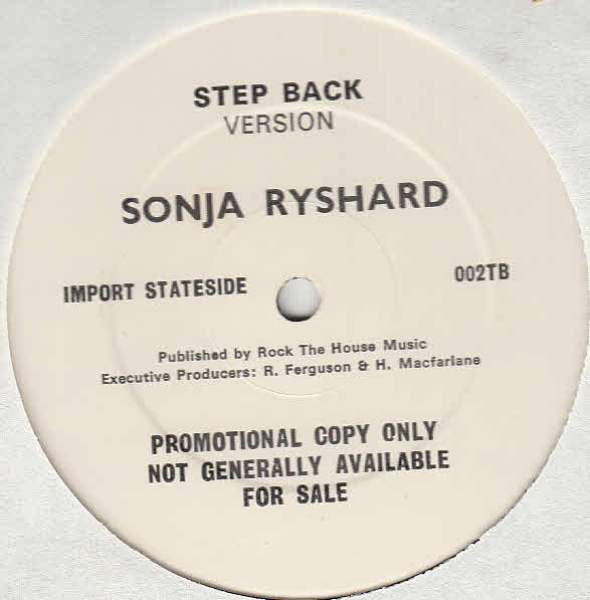 STEP BACK
VERSION
SONJA RYSHARD
IMPORT STATESIDE
002TB
Published by Rock The House Music
Executive Producers: R. Ferguson & H. Macfarlane
PROMOTIONAL COPY ONLY
NOT GENERALLY AVAILABLE
FOR SALE